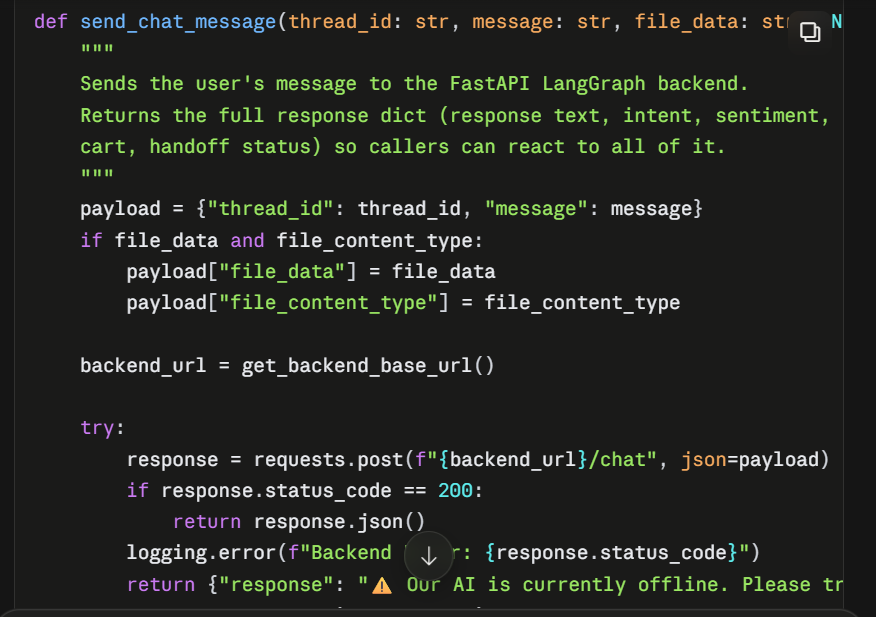 def send_chat_message(thread_id: str, message: str, file_data: str N
"""
Sends the user's message to the FastAPI LangGraph backend.
Returns the full response dict (response text, intent, sentiment,
cart, handoff status) so callers can react to all of it.
"""
payload = {"thread_id": thread_id, "message": message}
if file_data and file_content_type:
payload["file_data"] = file_data
payload["file_content_type"] = file_content_type
backend_url = get_backend_base_url()
try:
response = requests.post(f"{backend_url}/chat", json=payload)
if response.status_code == 200:
return response.json()
logging.error(f"Backend r: {response.status_code}")
return {"response": "⚠️ Our AI is currently offline. Please tr